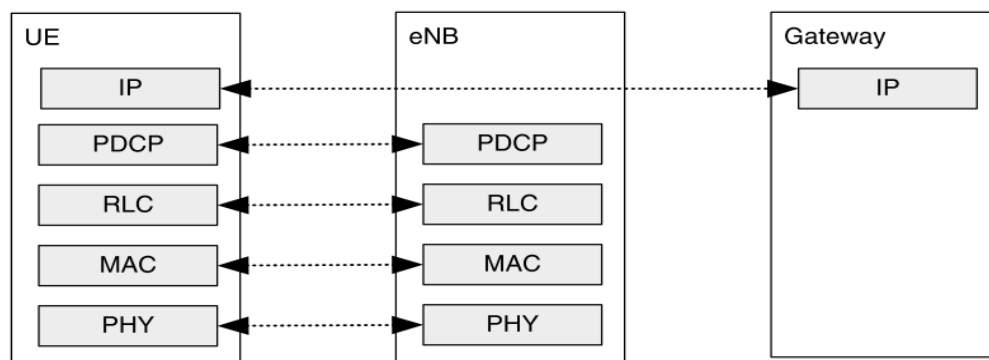 UE
eNB
Gateway
IP
IP
PDCP
PDCP
RLC
RLC
MAC
MAC
PHY
PHY